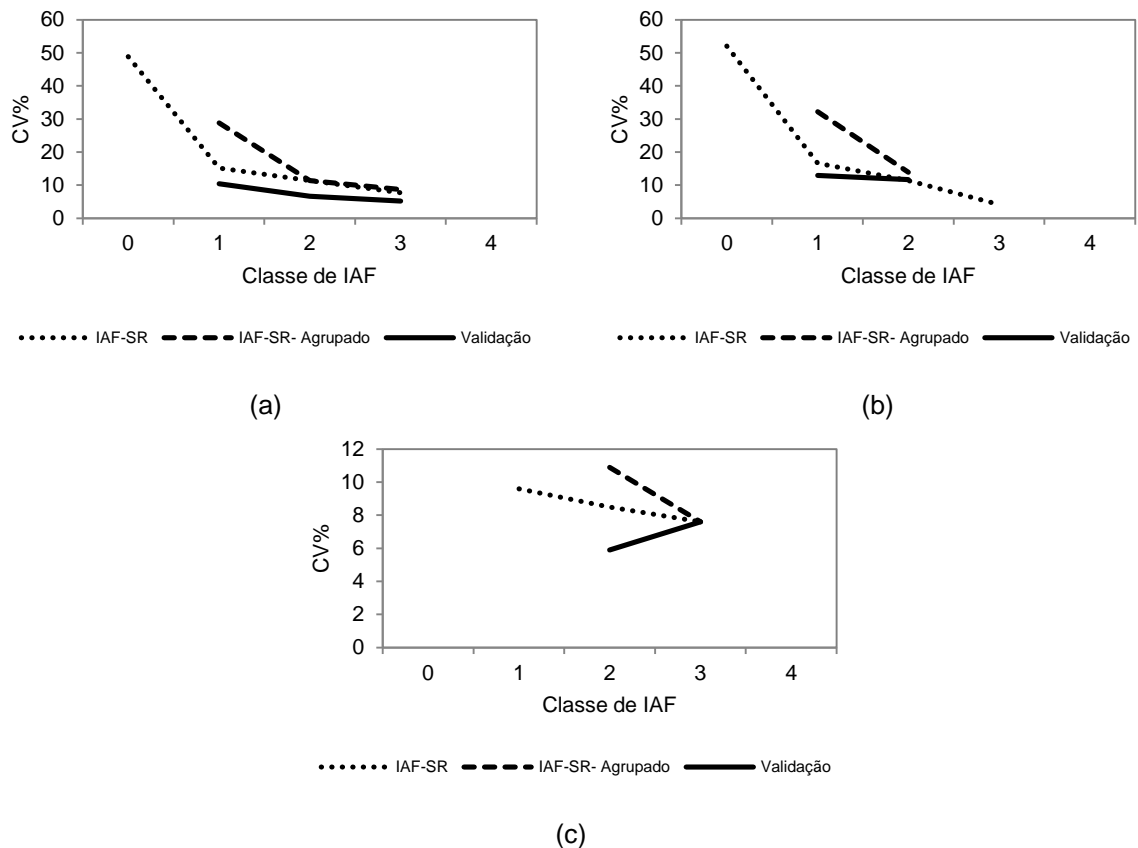 60
50
40
30
20
10
0
CV%
0 1 2 3 4
Classe de IAF
IAF-SR IAF-SR- Agrupado Validação
(a)
60
50
40
30
20
10
0
CV%
0 1 2 3 4
Classe de IAF
IAF-SR IAF-SR- Agrupado Validação
(b)
12
10
8
6
4
2
0
CV%
0 1 2 3 4
Classe de IAF
IAF-SR IAF-SR- Agrupado Validação
(c)